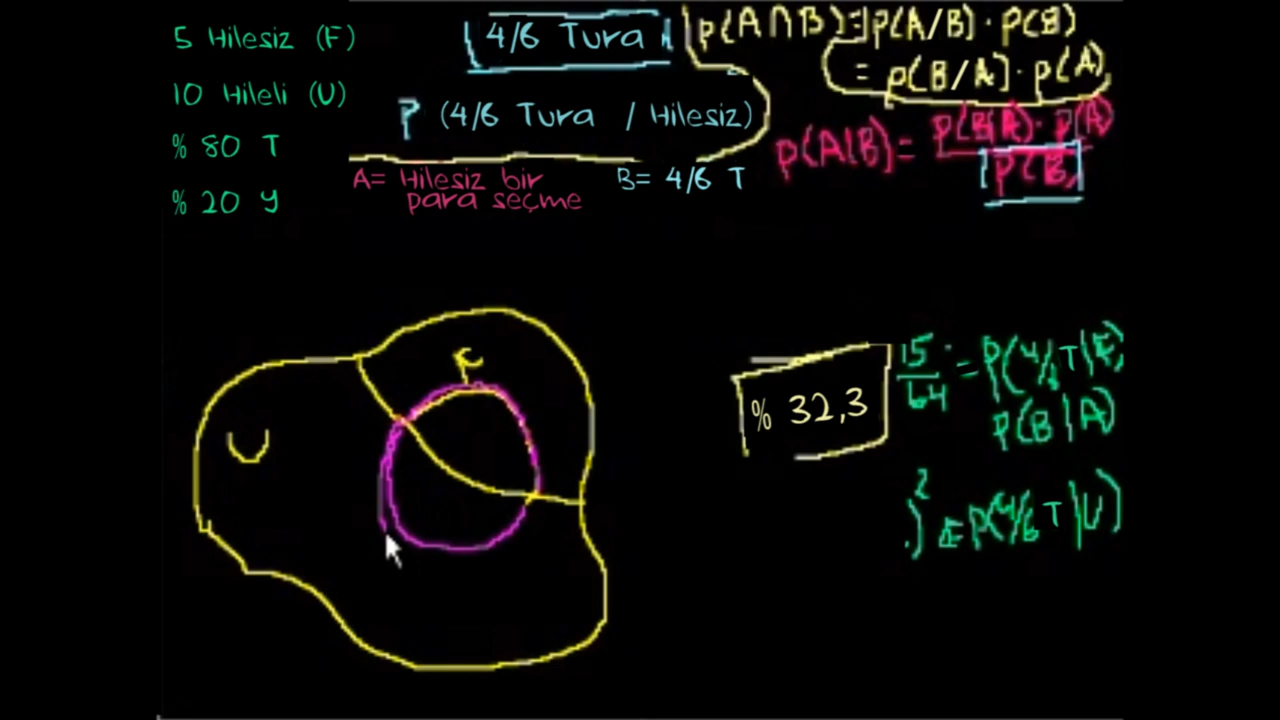 5 Hilesiz (F)
10 Hileli (U)
% 80 T
% 20 Y
4/6 Tura
P (4/6 Tura / Hilesiz)
A= Hilesiz bir
para seçme
B= 4/6 T
P(A∩B)=P(A/B)·P(B)
= P(B/A)·P(A)
P(A|B)= P(B|A)·P(A)
P(B)
F
U
% 32,3
15/64 = P(4/6 T|F)
P(B|A)
)² = P(4/6 T|U)